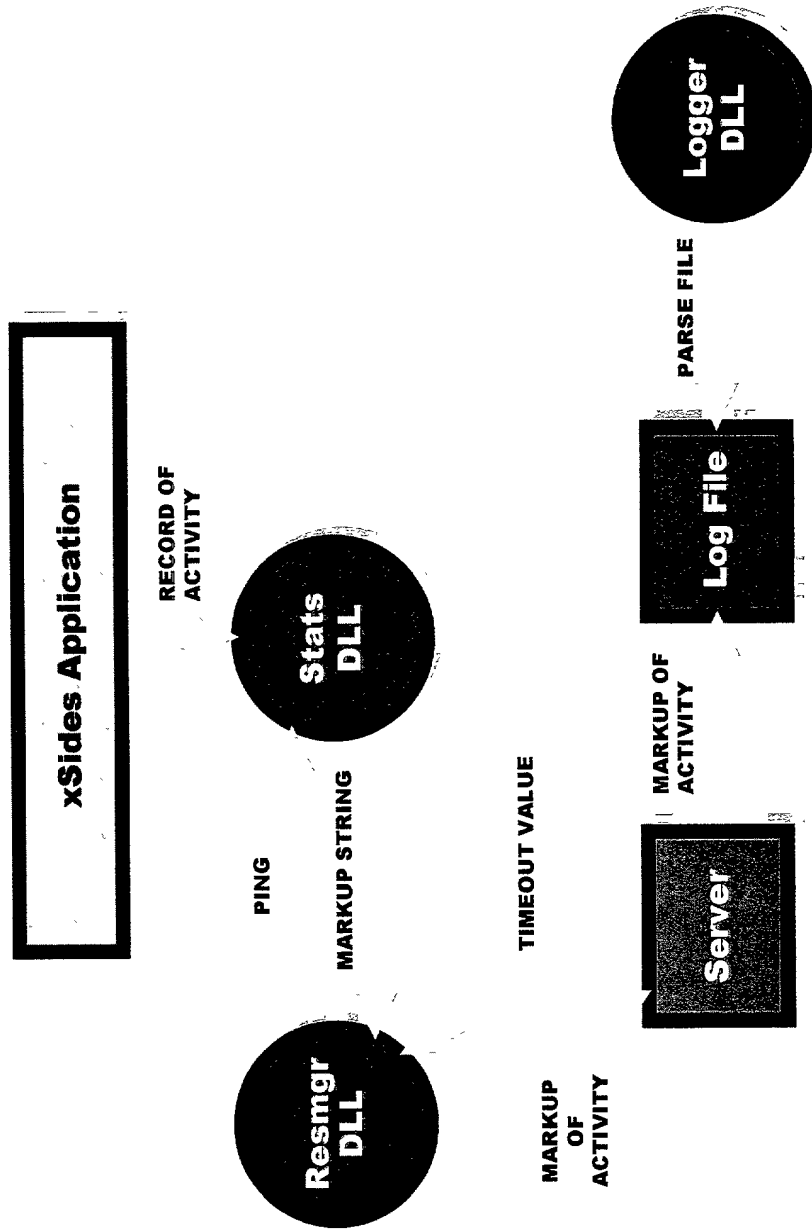 xSides Application
RECORD OF
ACTIVITY
PING
Stats
DLL
MARKUP STRING
Resmgr
DLL
TIMEOUT VALUE
MARKUP
OF
ACTIVITY
Server
MARKUP OF
ACTIVITY
Log File
PARSE FILE
Logger
DLL